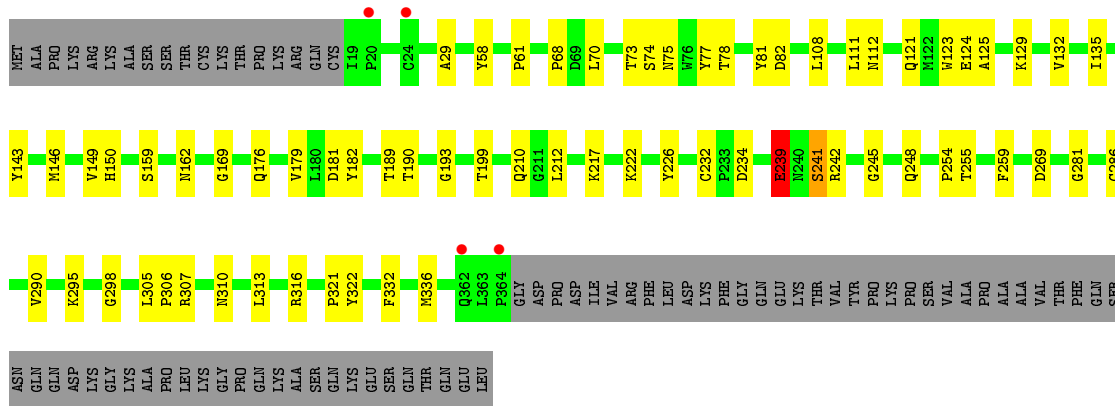 MET ALA PRO LYS ARG LYS ALA SER SER THR CYS LYS THR PRO LYS ARG GLN CYS I19 P20 C24 A29 Y58 P61 P68 D69 L70 T73 S74 N75 W76 Y77 T78 Y81 D82 L108 L111 N112 Q121 M122 W123 E124 A125 K129 V132 I135
Y143 M146 V149 H150 S159 N162 G169 Q176 V179 L180 D181 Y182 T189 T190 G193 T199 Q210 G211 L212 K217 K222 Y226 C232 P233 D234 E239 N240 S241 R242 G245 Q248 P254 T255 F259 D269 G281
V290 K295 G298 L305 P306 R307 N310 L313 R316 P321 Y322 F332 M336 Q362 L363 P364 GLY ASP PRO ASP ILE VAL ARG PHE LEU ASP LYS PHE GLY GLN GLU LYS THR VAL TYR PRO LYS PRO SER VAL ALA PRO ALA ALA VAL THR PHE GLN SER
ASN GLN GLN ASP LYS GLY LYS ALA PRO LEU LYS GLY PRO GLN LYS ALA SER GLN LYS GLU SER GLN THR GLN GLU LEU